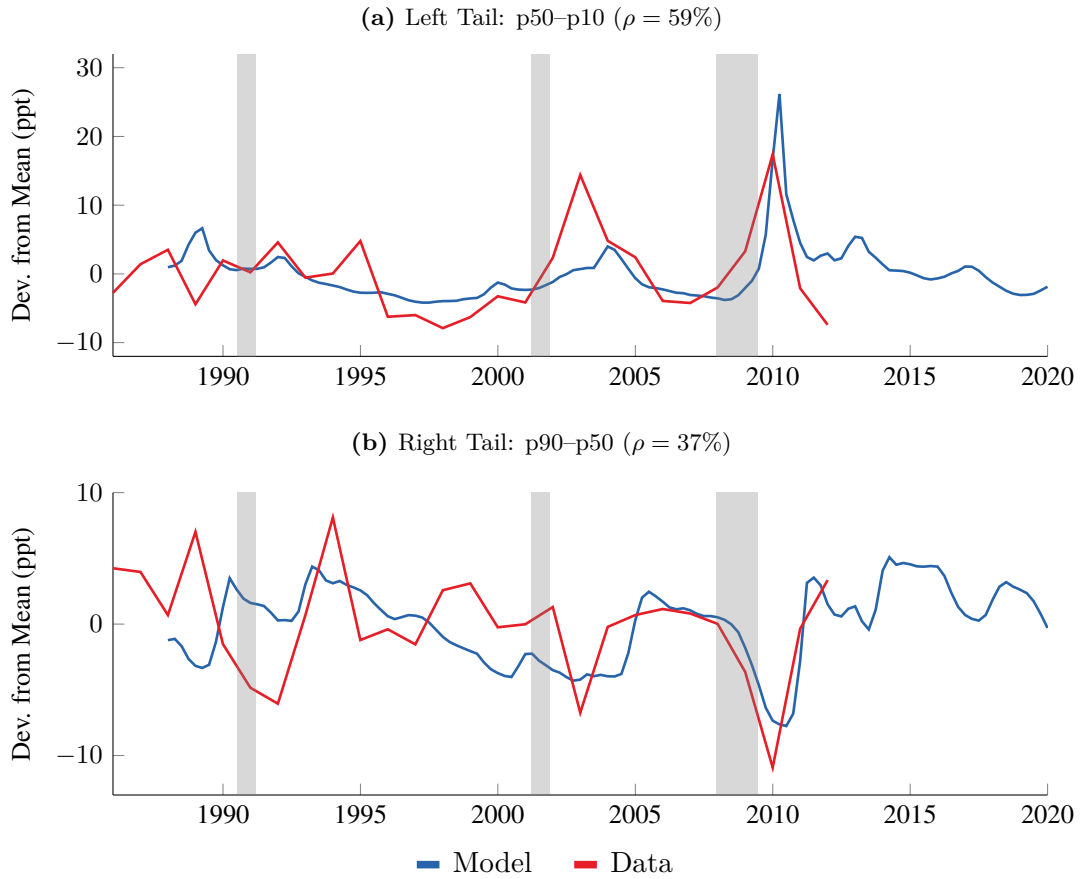 (a) Left Tail: p50–p10 (ρ = 59%)
Dev. from Mean (ppt)
30
20
10
0
−10
1990 1995 2000 2005 2010 2015 2020
(b) Right Tail: p90–p50 (ρ = 37%)
Dev. from Mean (ppt)
10
0
−10
1990 1995 2000 2005 2010 2015 2020
Model Data